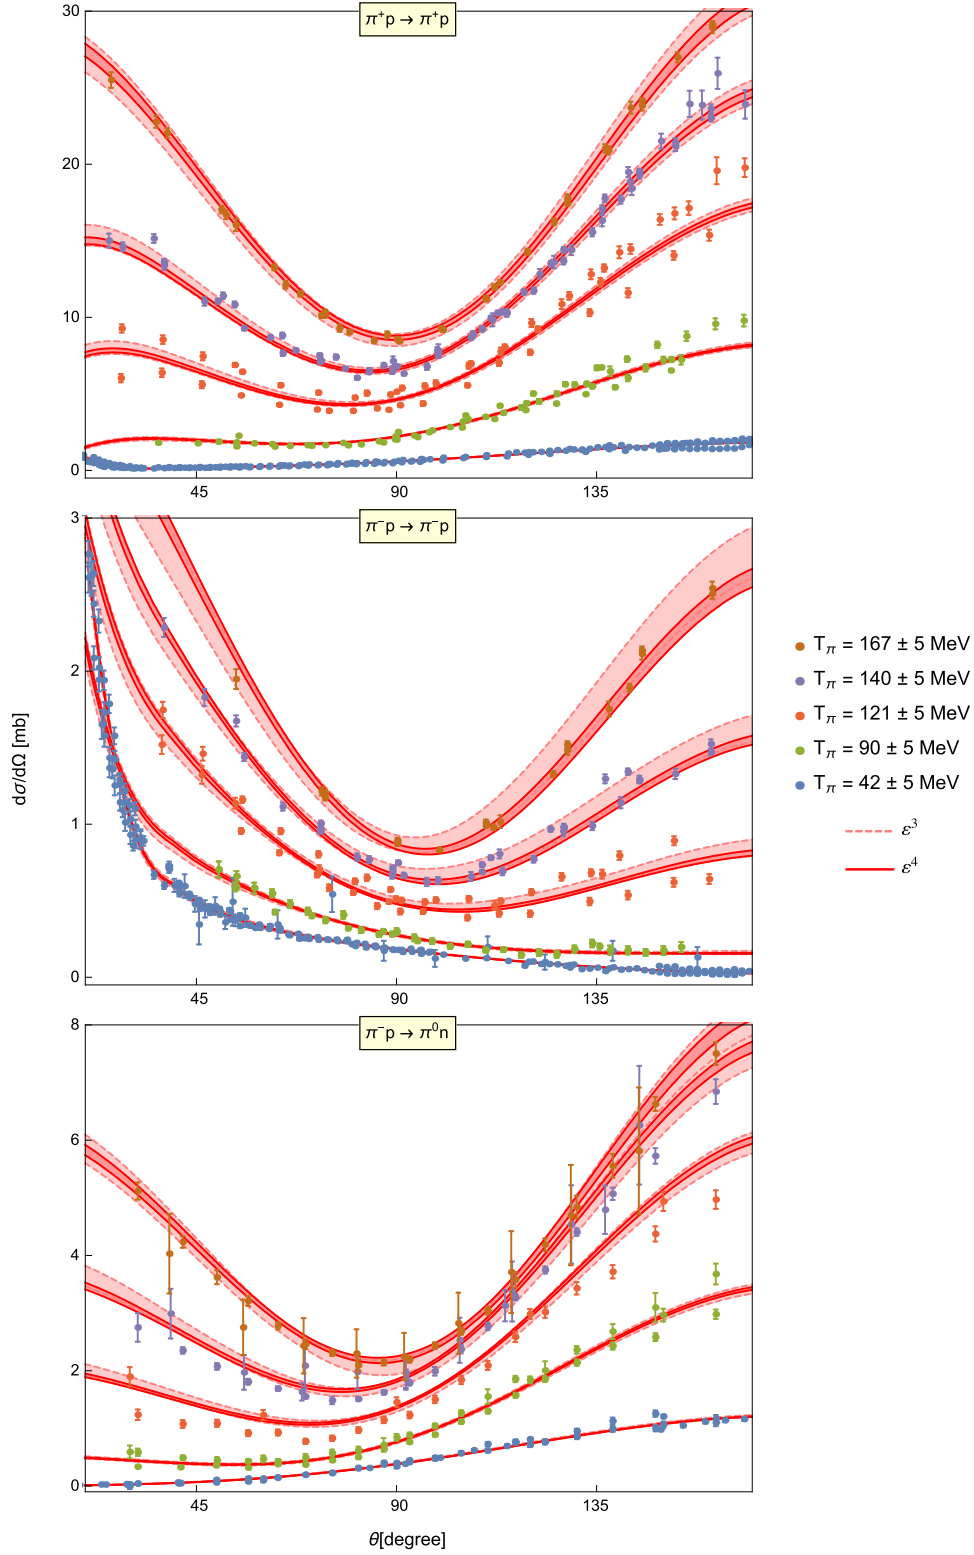 π⁺p → π⁺p
30
20
10
0
45 90 135
π⁻p → π⁻p
3
2
1
0
45 90 135
dσ/dΩ [mb]
T_π = 167 ± 5 MeV
T_π = 140 ± 5 MeV
T_π = 121 ± 5 MeV
T_π = 90 ± 5 MeV
T_π = 42 ± 5 MeV
ε³
ε⁴
π⁻p → π⁰n
8
6
4
2
0
45 90 135
θ[degree]